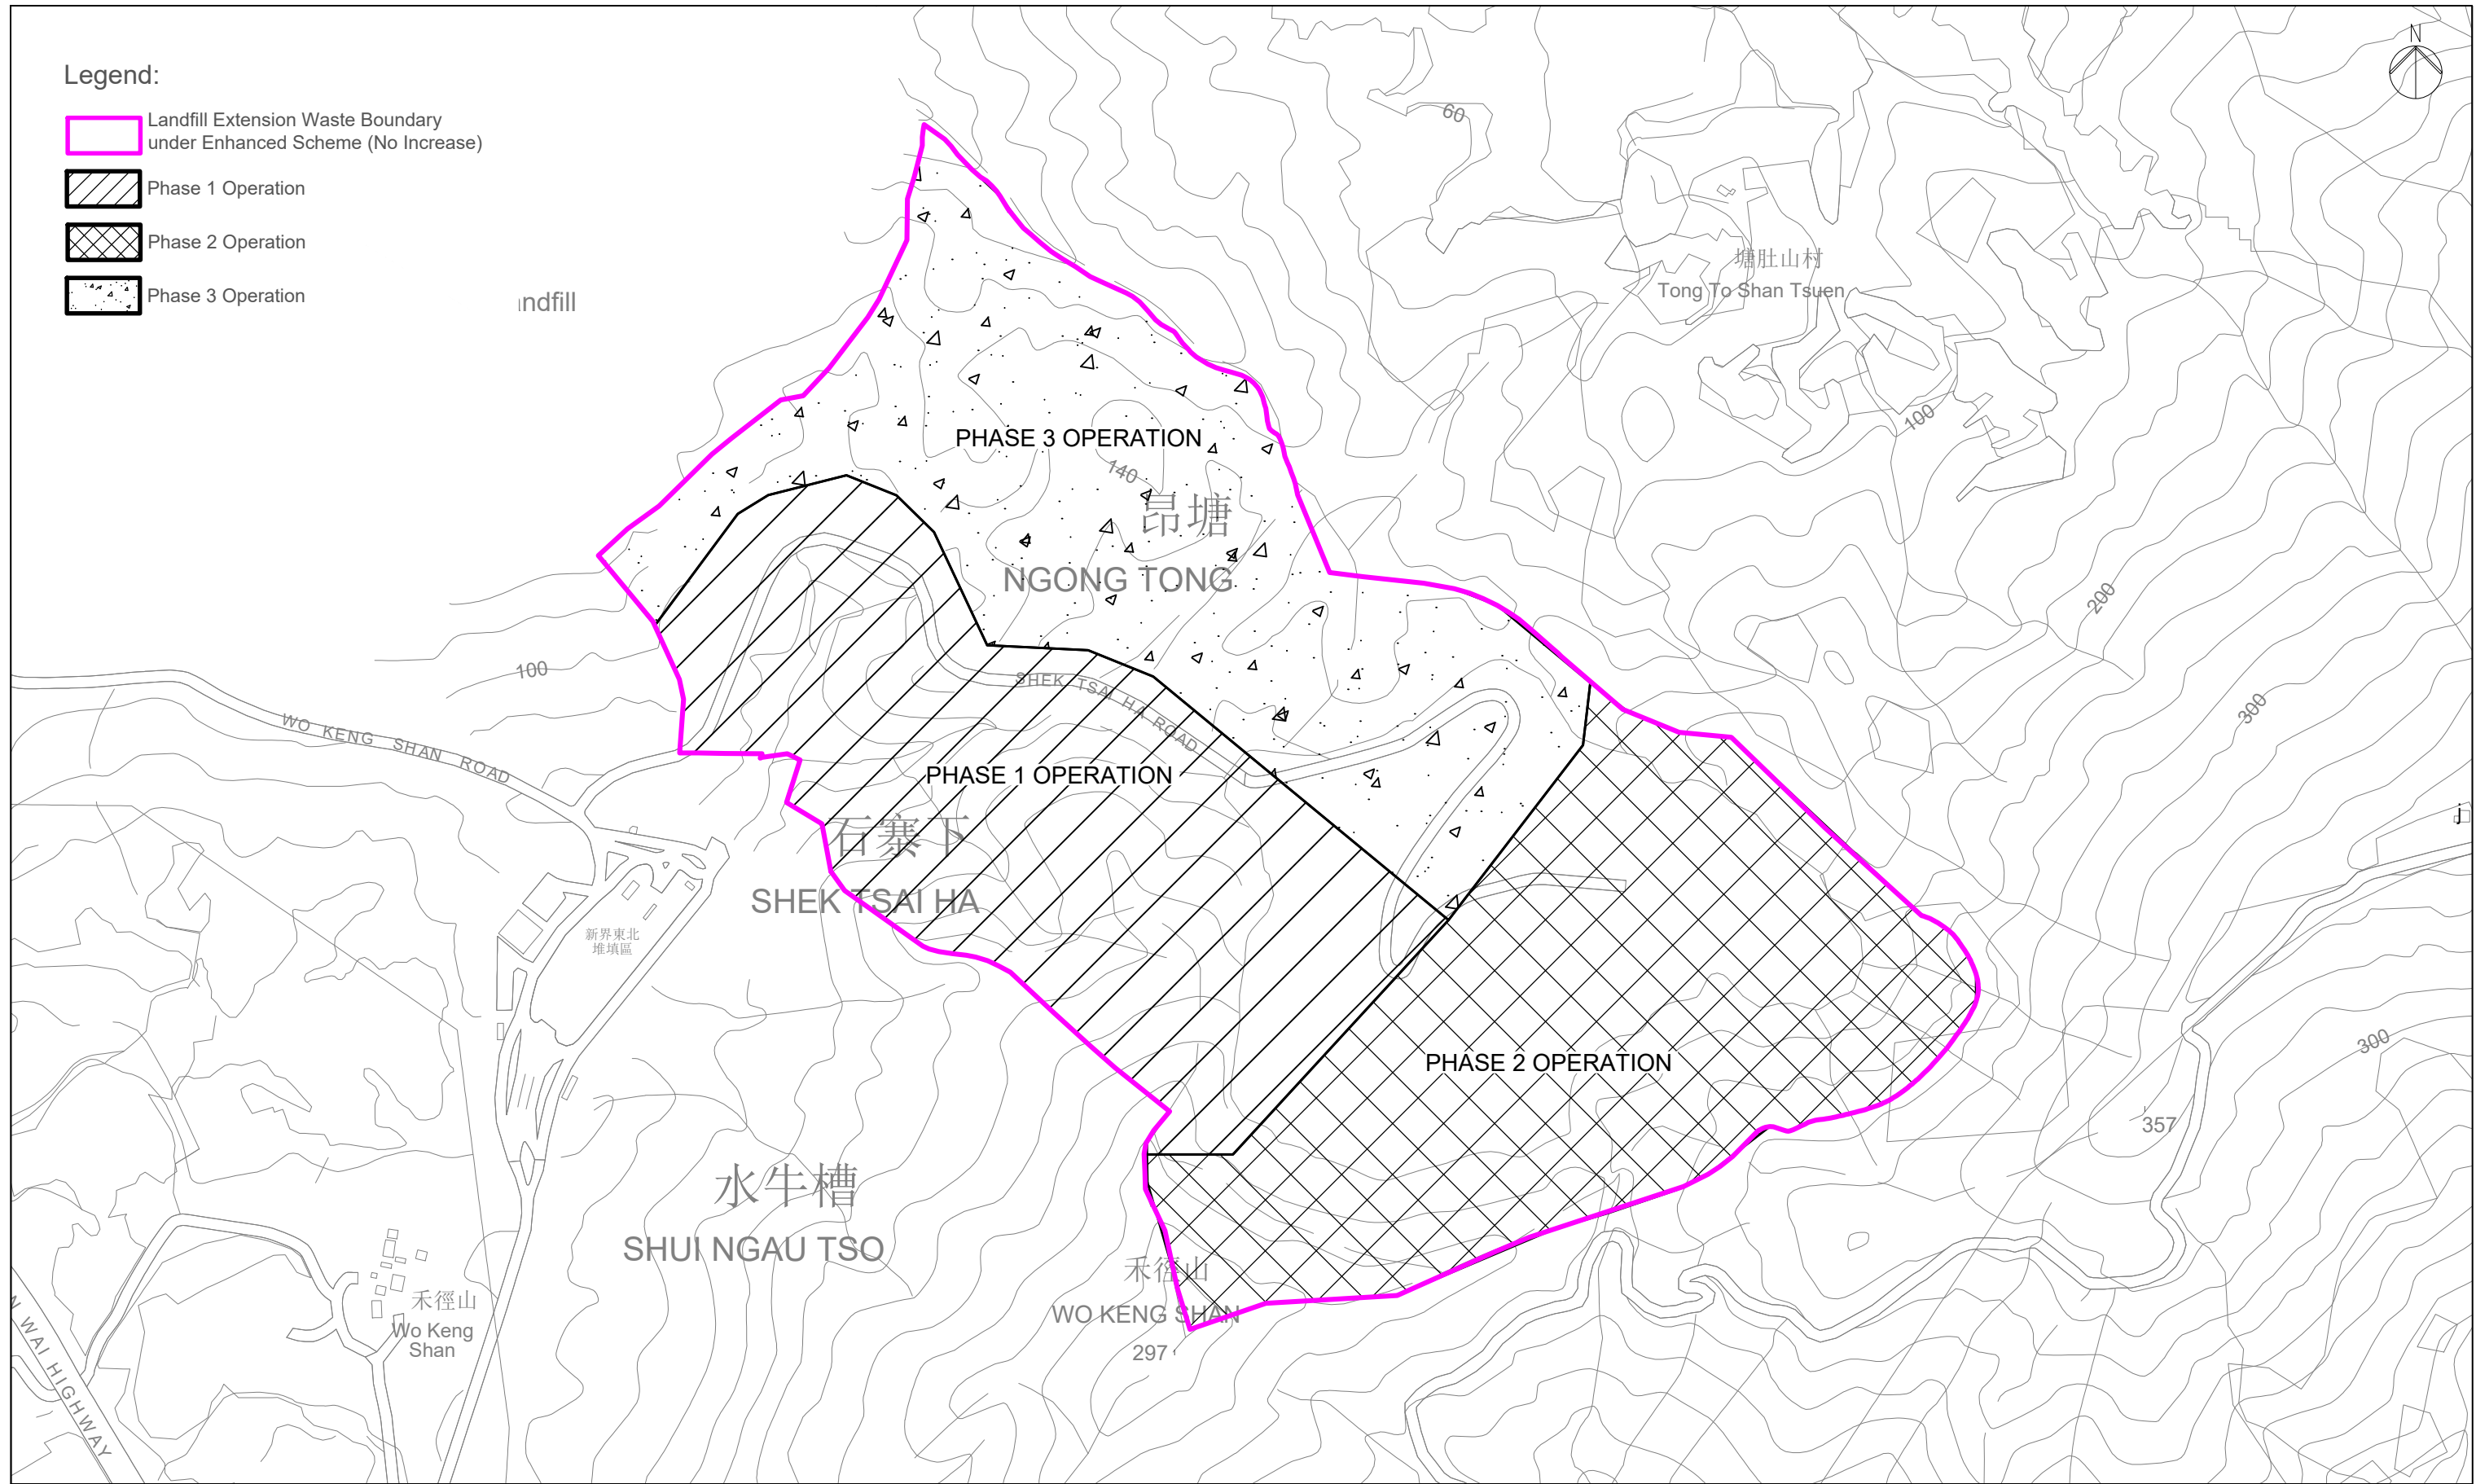 Legend:
Landfill Extension Waste Boundary
under Enhanced Scheme (No Increase)
Phase 1 Operation
Phase 2 Operation
Phase 3 Operation
ndfill
N
60
塘肚山村
Tong To Shan Tsuen
100
PHASE 3 OPERATION
140
昂塘
NGONG TONG
200
100
SHEK TSAI HA ROAD
300
WO KENG SHAN ROAD
PHASE 1 OPERATION
石寨下
SHEK TSAI HA
新界東北
堆填區
300
PHASE 2 OPERATION
357
水牛槽
SHUI NGAU TSO
禾徑山
WO KENG SHAN
297
禾徑山
Wo Keng
Shan
N WAI HIGHWAY
j